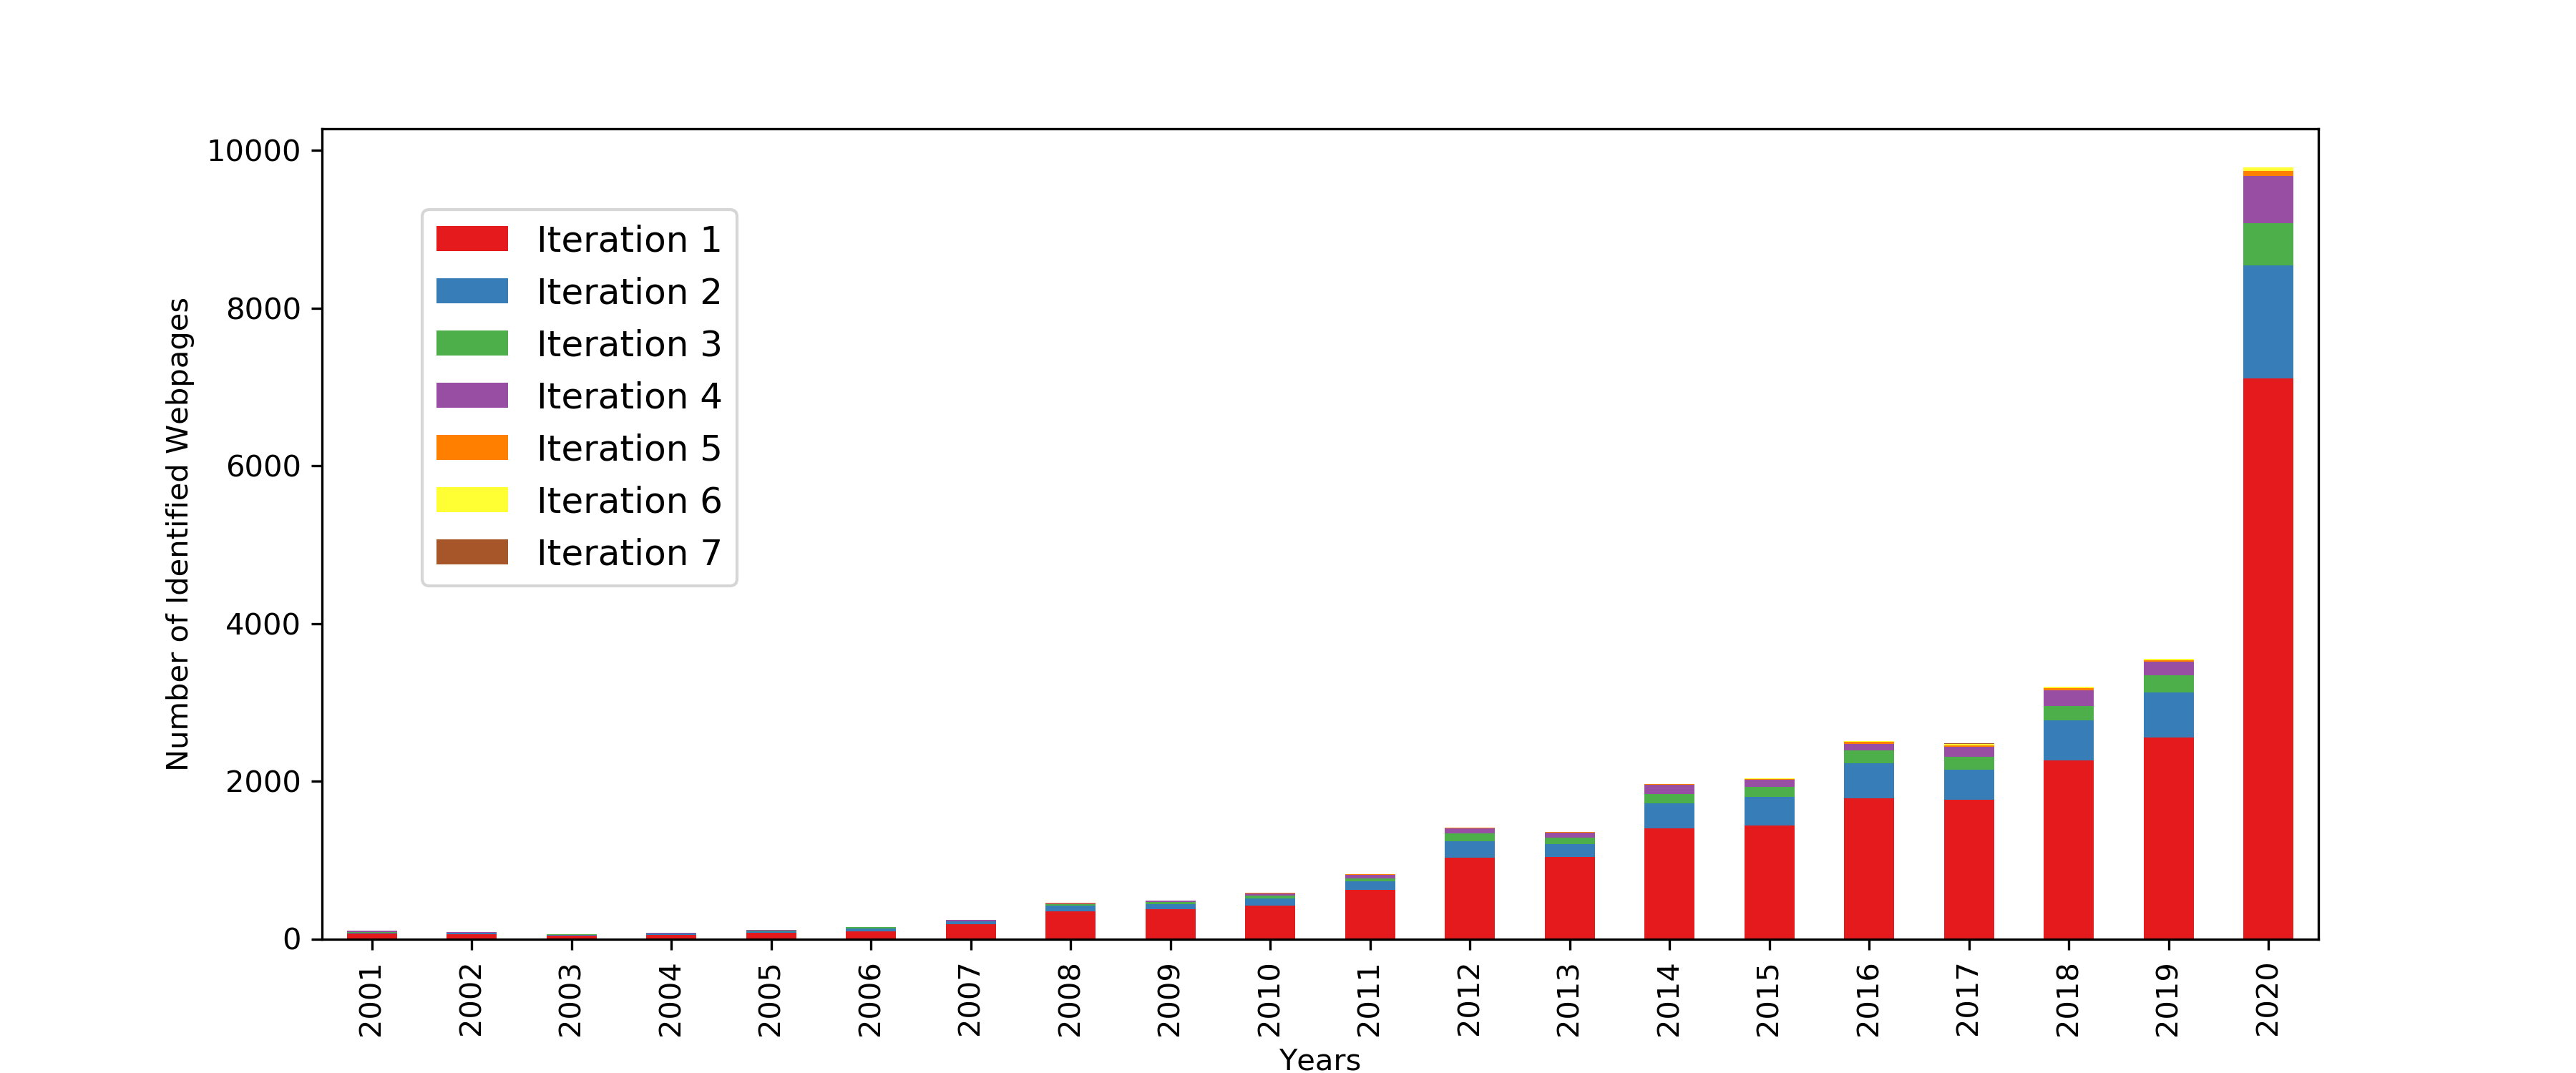 10000
8000
6000
4000
2000
0
Number of Identified Webpages
Iteration 1
Iteration 2
Iteration 3
Iteration 4
Iteration 5
Iteration 6
Iteration 7
2001
2002
2003
2004
2005
2006
2007
2008
2009
2010
2011
2012
2013
2014
2015
2016
2017
2018
2019
2020
Years